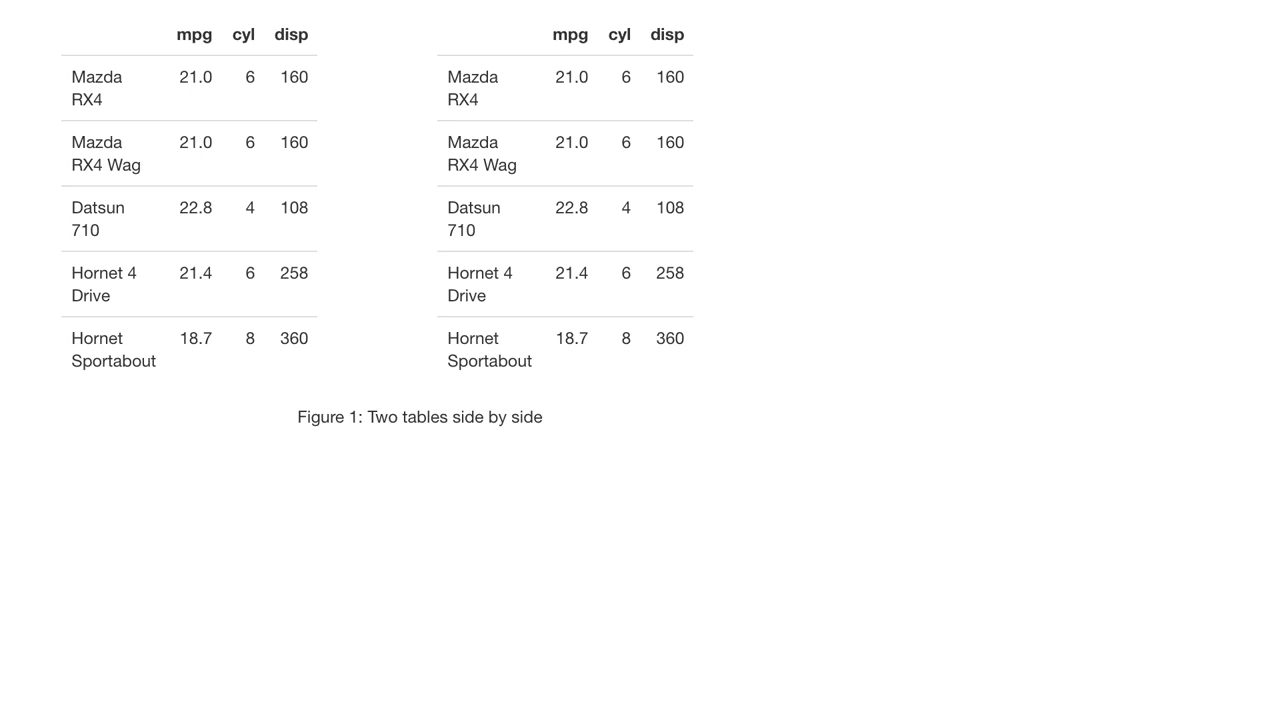 mpg cyl disp
Mazda RX4 21.0 6 160
Mazda RX4 Wag 21.0 6 160
Datsun 710 22.8 4 108
Hornet 4 Drive 21.4 6 258
Hornet Sportabout 18.7 8 360
mpg cyl disp
Mazda RX4 21.0 6 160
Mazda RX4 Wag 21.0 6 160
Datsun 710 22.8 4 108
Hornet 4 Drive 21.4 6 258
Hornet Sportabout 18.7 8 360
Figure 1: Two tables side by side